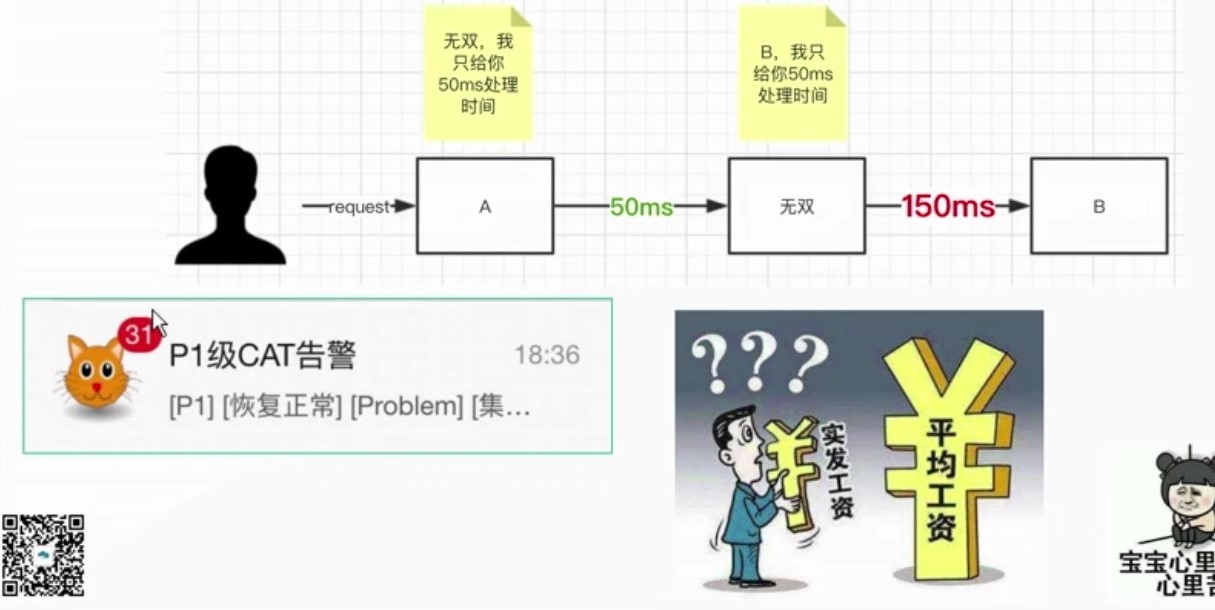 无双，我
只给你
50ms处理
时间
B，我只
给你50ms
处理时间
request
A
50ms
无双
150ms
B
31
P1级CAT告警
18:36
[P1] [恢复正常] [Problem] [集...
???
实发工资
平均工资
宝宝心里
心里苦